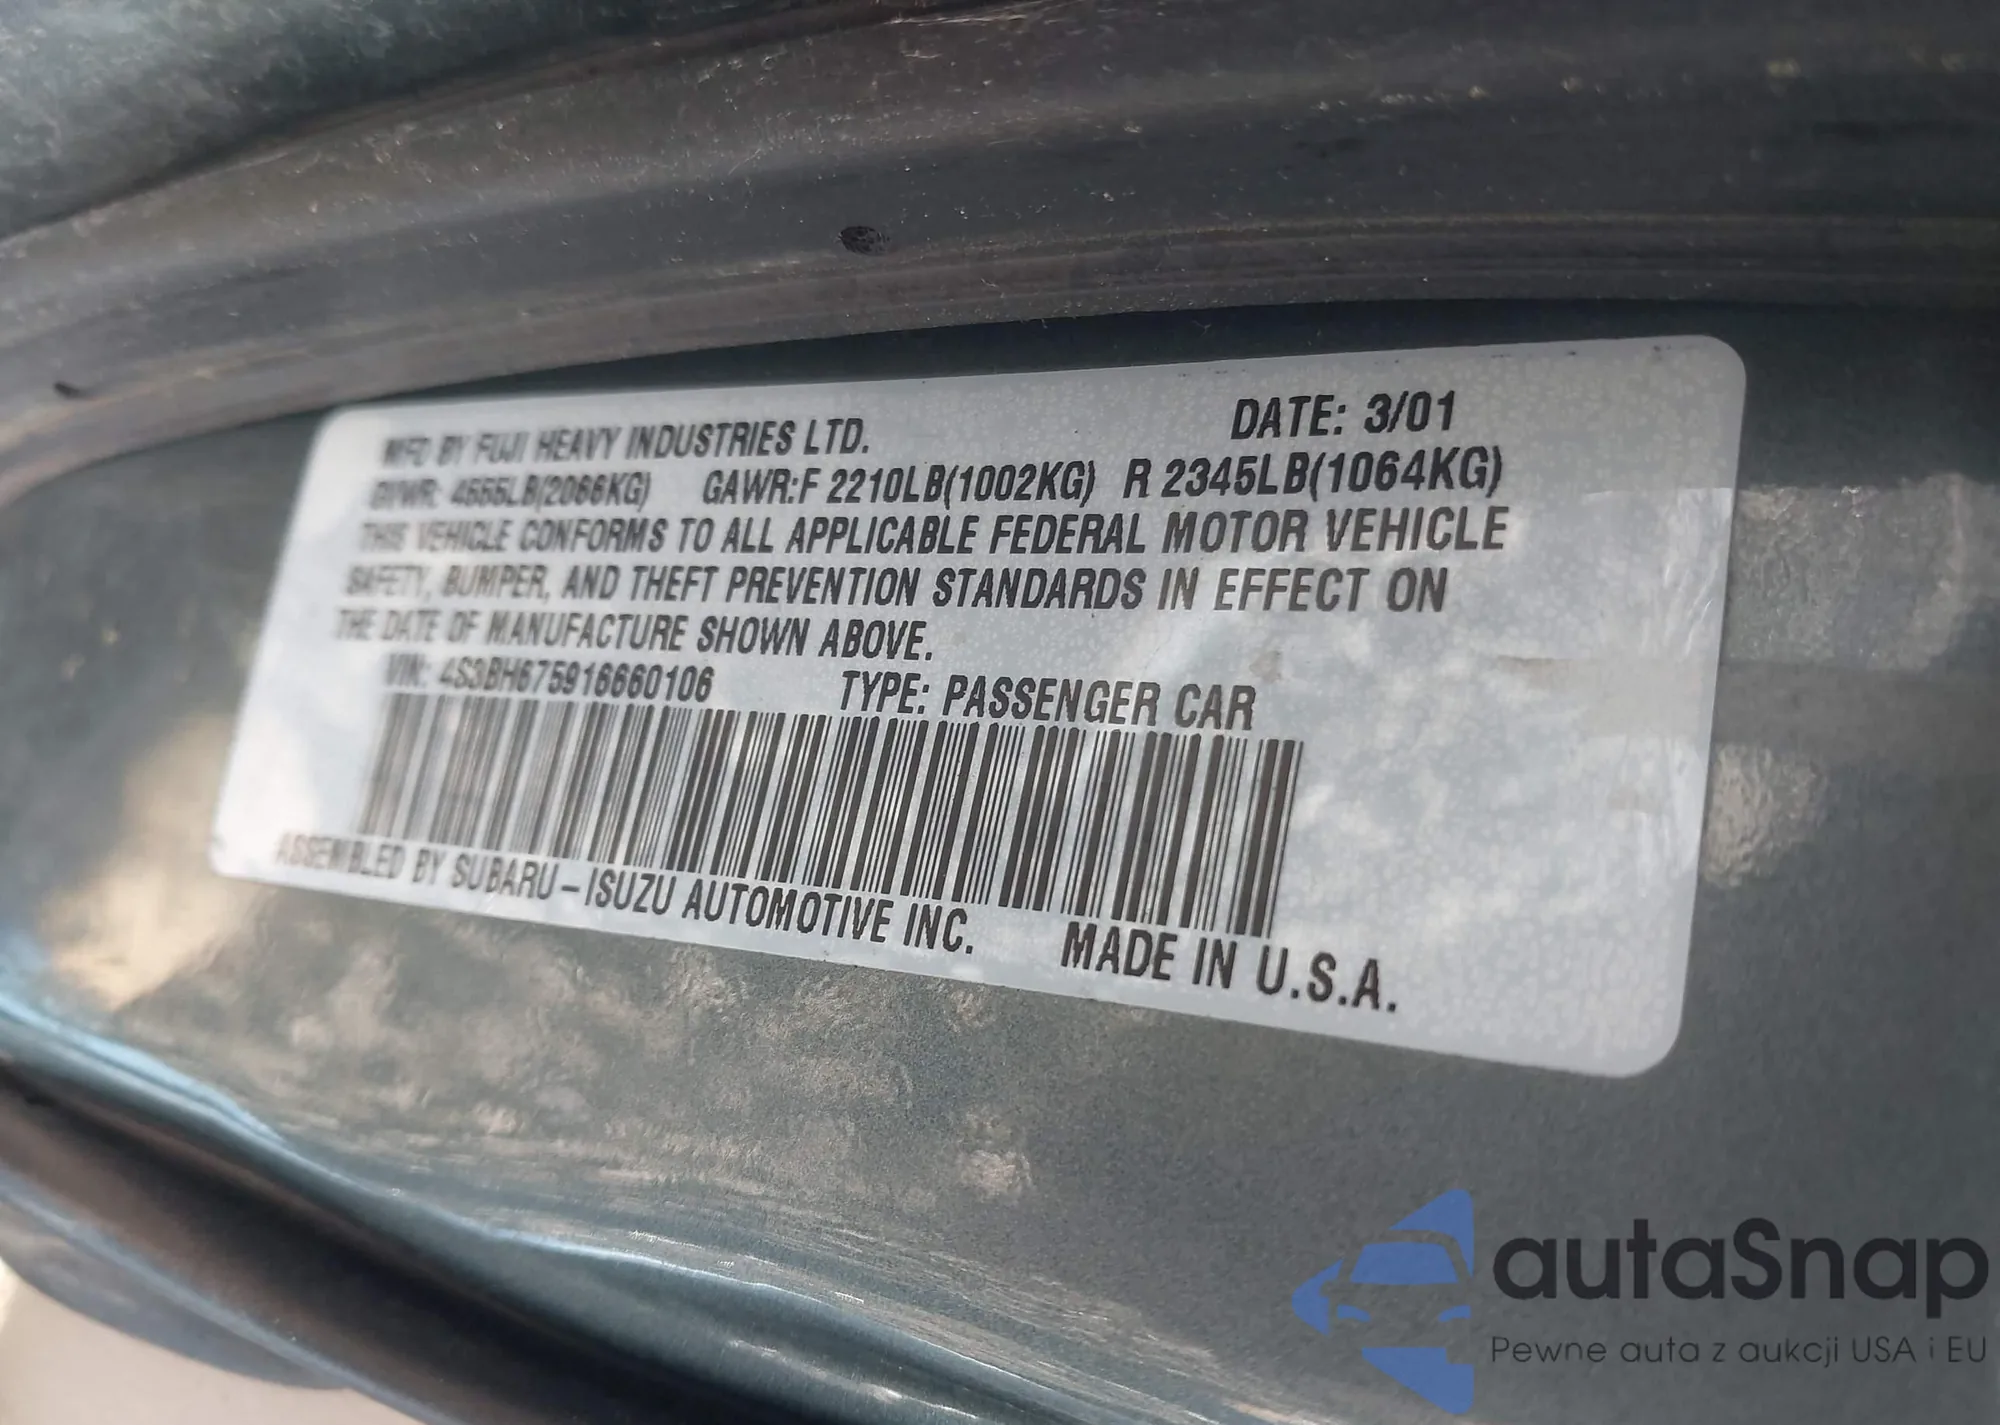 MFD BY FUJI HEAVY INDUSTRIES LTD. DATE: 3/01
GVWR: 4555LB(2066KG) GAWR:F 2210LB(1002KG) R 2345LB(1064KG)
THIS VEHICLE CONFORMS TO ALL APPLICABLE FEDERAL MOTOR VEHICLE
SAFETY, BUMPER, AND THEFT PREVENTION STANDARDS IN EFFECT ON
THE DATE OF MANUFACTURE SHOWN ABOVE.
VIN: 4S3BH675916660106 TYPE: PASSENGER CAR
ASSEMBLED BY SUBARU-ISUZU AUTOMOTIVE INC. MADE IN U.S.A.
autaSnap
Pewne auta z aukcji USA i EU